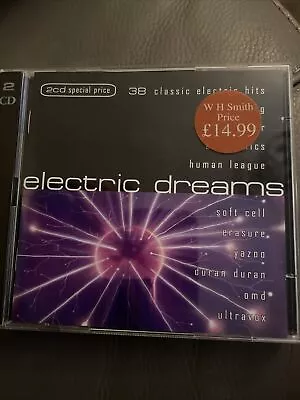 2
CD
2cd special price
38 classic electric hits
W H Smith
Price
£14.99
human league
electric dreams
soft cell
erasure
yazoo
duran duran
omd
ultravox